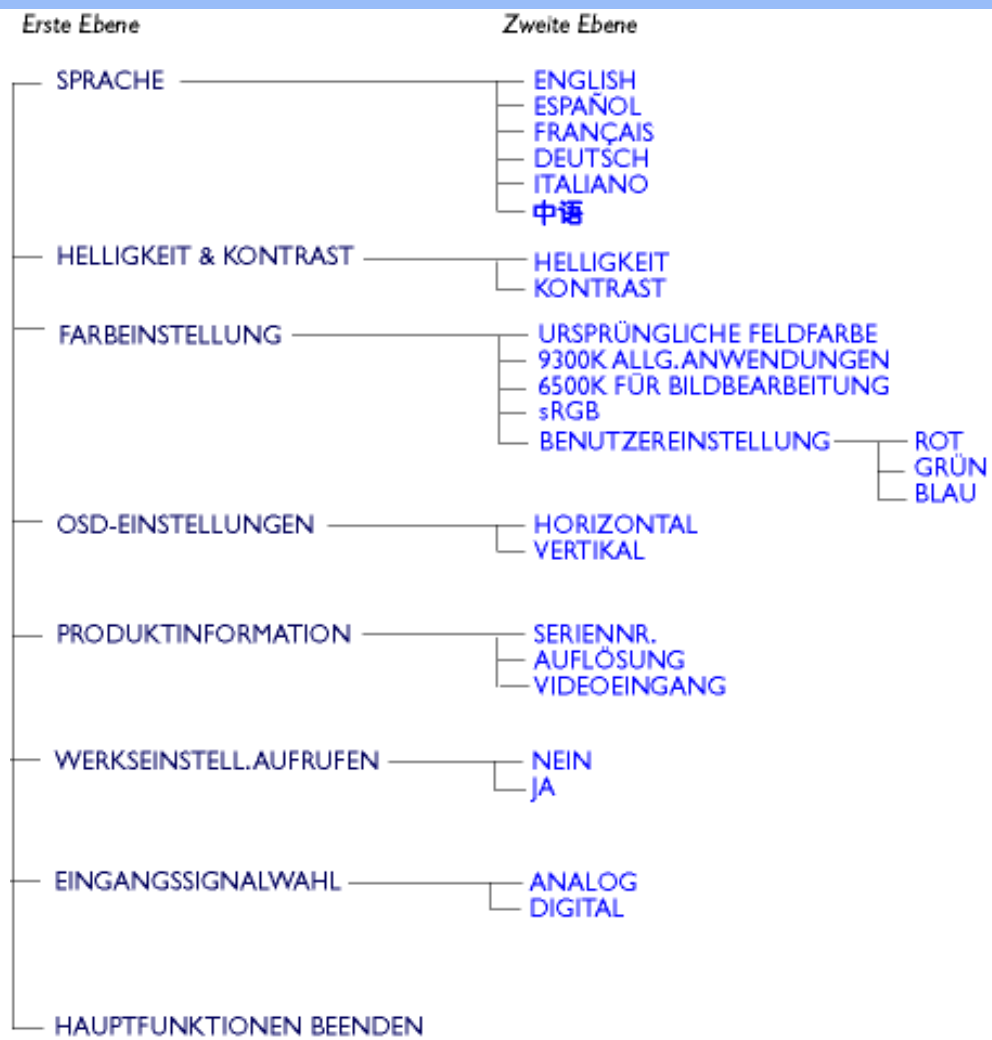 Erste Ebene Zweite Ebene
SPRACHE ENGLISH
ESPAÑOL
FRANÇAIS
DEUTSCH
ITALIANO
中语
HELLIGKEIT & KONTRAST HELLIGKEIT
KONTRAST
FARBEINSTELLUNG URSPRÜNGLICHE FELDFARBE
9300K ALLG.ANWENDUNGEN
6500K FÜR BILDBEARBEITUNG
sRGB
BENUTZEREINSTELLUNG ROT
GRÜN
BLAU
OSD-EINSTELLUNGEN HORIZONTAL
VERTIKAL
PRODUKTINFORMATION SERIENNR.
AUFLÖSUNG
VIDEOEINGANG
WERKSEINSTELL.AUFRUFEN NEIN
JA
EINGANGSSIGNALWAHL ANALOG
DIGITAL
HAUPTFUNKTIONEN BEENDEN